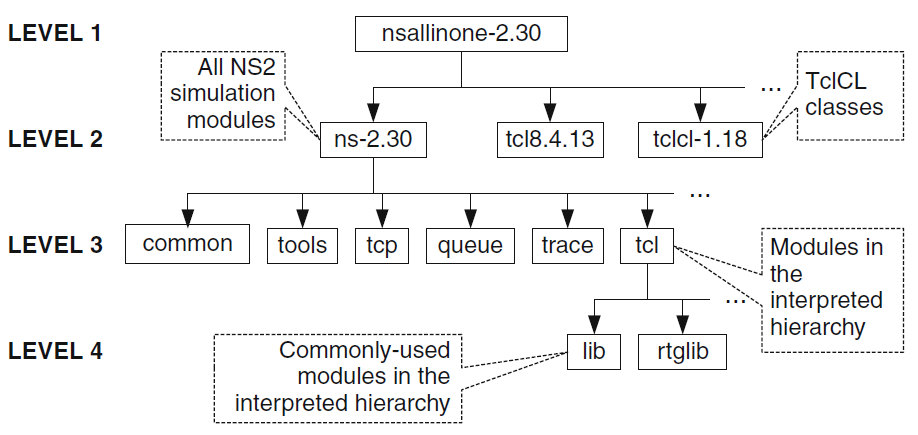 LEVEL 1
nsallinone-2.30
All NS2
simulation
modules
...
TclCL
classes
LEVEL 2
ns-2.30
tcl8.4.13
tclcl-1.18
...
LEVEL 3
common
tools
tcp
queue
trace
tcl
Modules in
the
interpreted
hierarchy
...
LEVEL 4
Commonly-used
modules in the
interpreted hierarchy
lib
rtglib